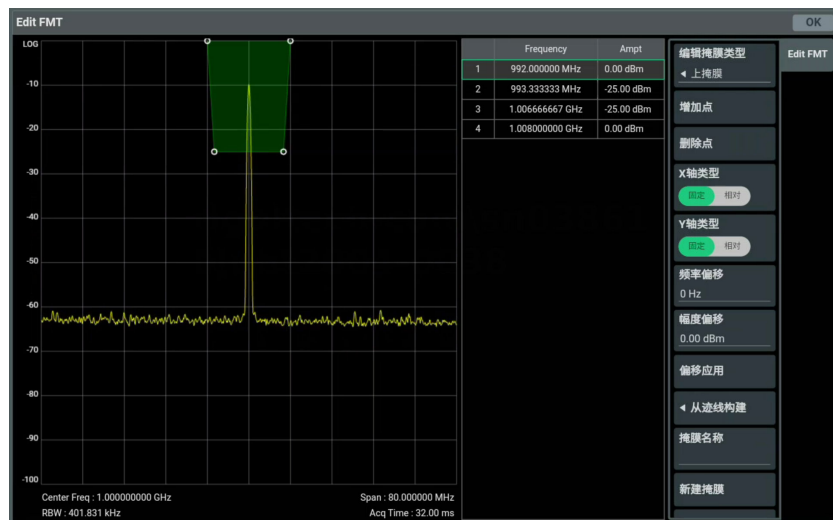 Edit FMT
OK
LOG
-10
-20
-30
-40
-50
-60
-70
-80
-90
-100
Center Freq : 1.000000000 GHz
Span : 80.000000 MHz
RBW : 401.831 kHz
Acq Time : 32.00 ms
Frequency Ampt
1 992.000000 MHz 0.00 dBm
2 993.333333 MHz -25.00 dBm
3 1.006666667 GHz -25.00 dBm
4 1.008000000 GHz 0.00 dBm
编辑掩膜类型
上掩膜
增加点
删除点
X轴类型
固定 相对
Y轴类型
固定 相对
频率偏移
0 Hz
幅度偏移
0.00 dBm
偏移应用
从迹线构建
掩膜名称
新建掩膜
Edit FMT